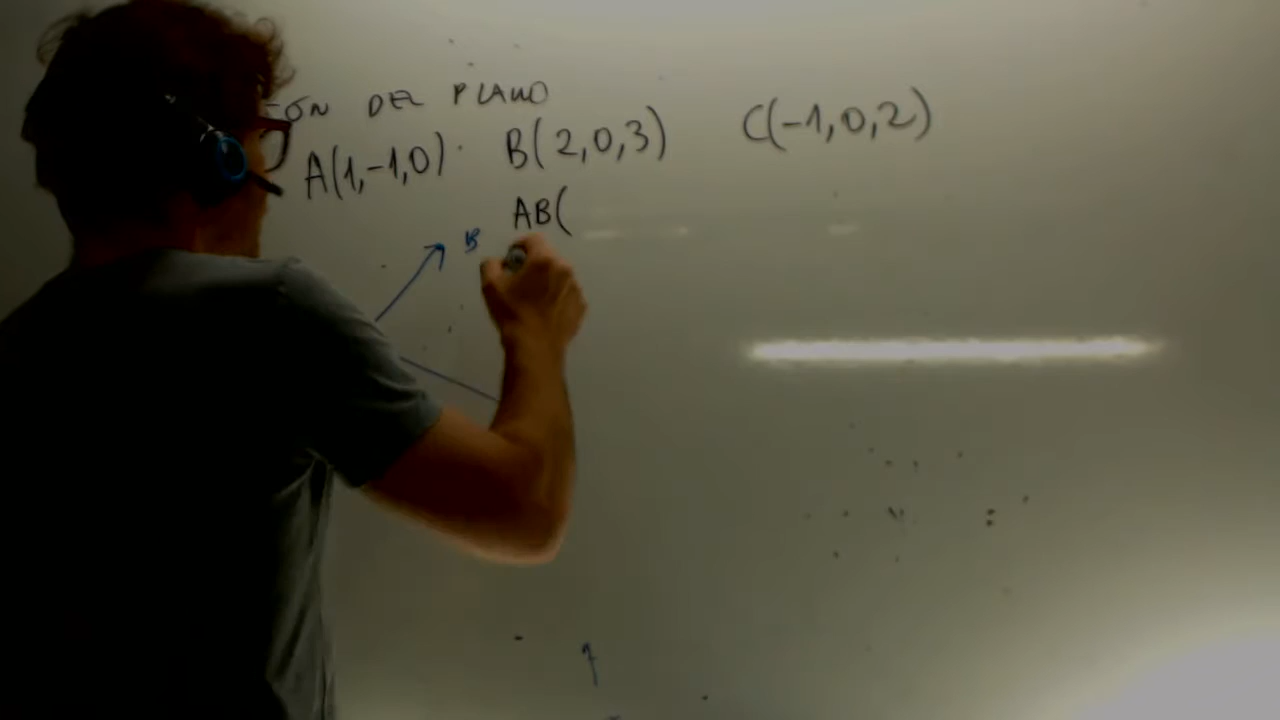 ÓN DEL PLANO
A(1,-1,0) B(2,0,3) C(-1,0,2)
AB(
B